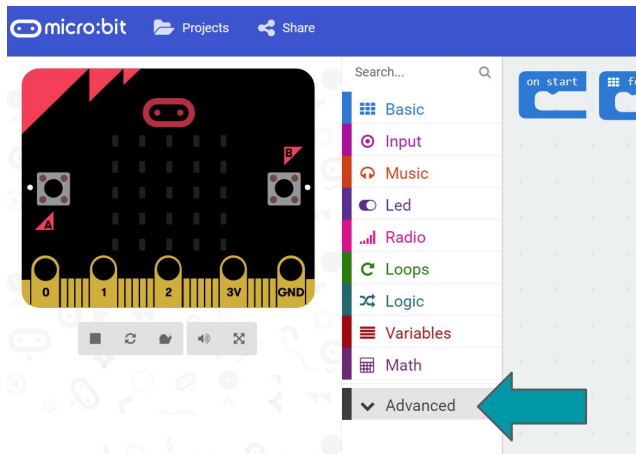 micro:bit Projects Share
Search...
on start
fo
Basic
Input
Music
Led
Radio
Loops
Logic
Variables
Math
Advanced
B
A
0 1 2 3V GND